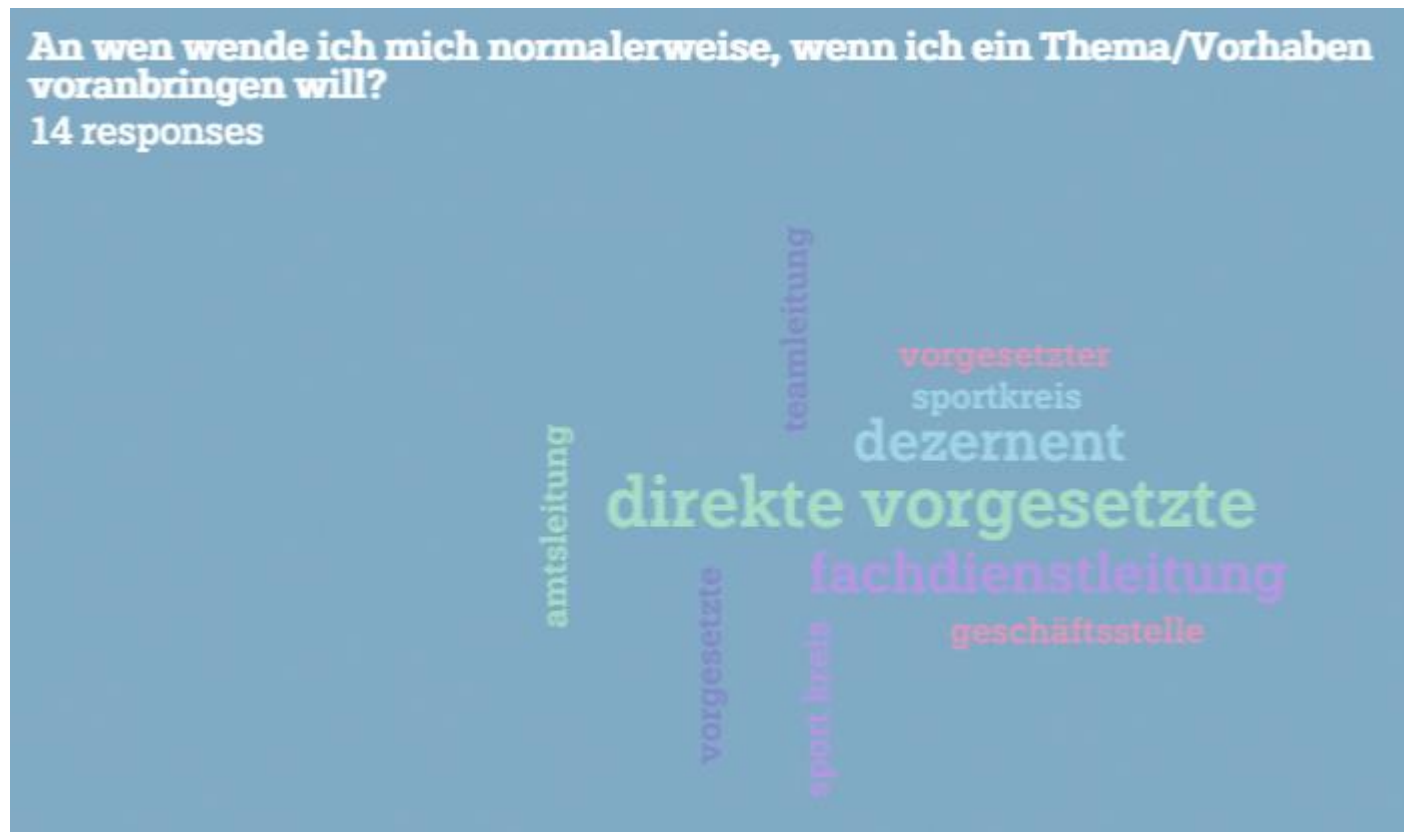 An wen wende ich mich normalerweise, wenn ich ein Thema/Vorhaben
voranbringen will?
14 responses
teamleitung
vorgesetzter
sportkreis
dezernent
amtsleitung
direkte vorgesetzte
fachdienstleitung
vorgesetzte
geschäftsstelle
sport kreis